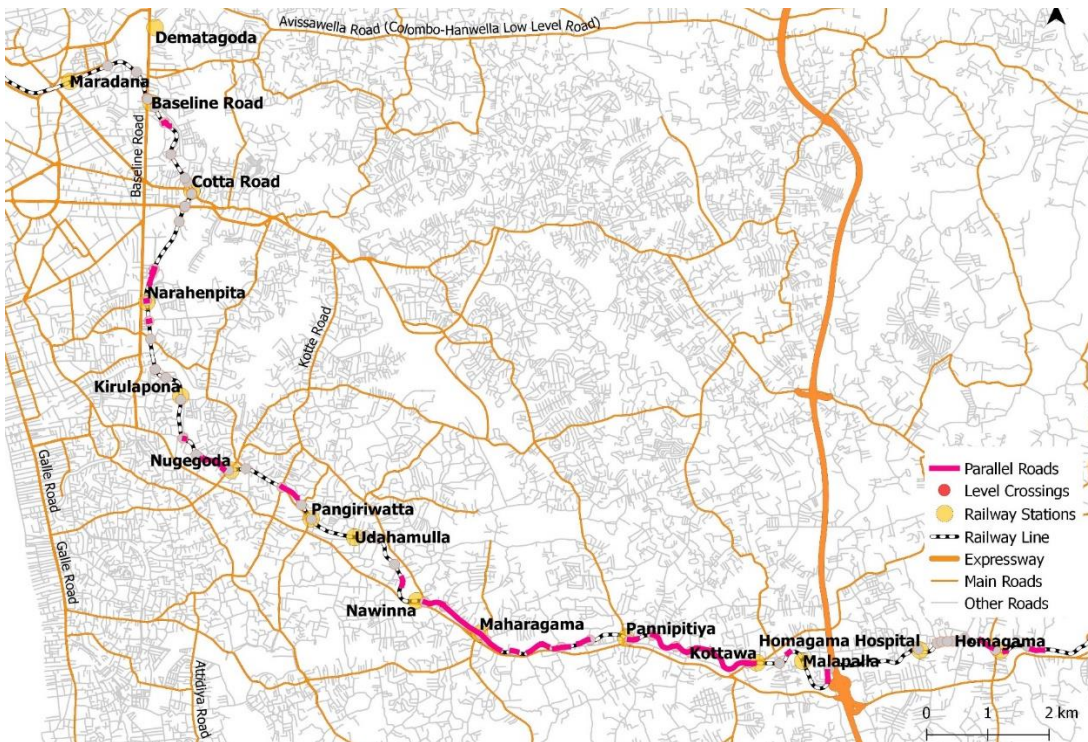 Avissawella Road (Colombo-Hanwella Low Level Road)
Dematagoda
Maradana
Baseline Road
Baseline Road
Cotta Road
Narahenpita
Kotte Road
Kirulapona
Galle Road
Nugegoda
Parallel Roads
Level Crossings
Railway Stations
Railway Line
Expressway
Main Roads
Other Roads
Pangiriwatta
Udahamulla
Galle Road
Nawinna
Maharagama
Pannipitiya
Kottawa
Homagama Hospital
Homagama
Malapalla
Attidiya Road
0 1 2 km